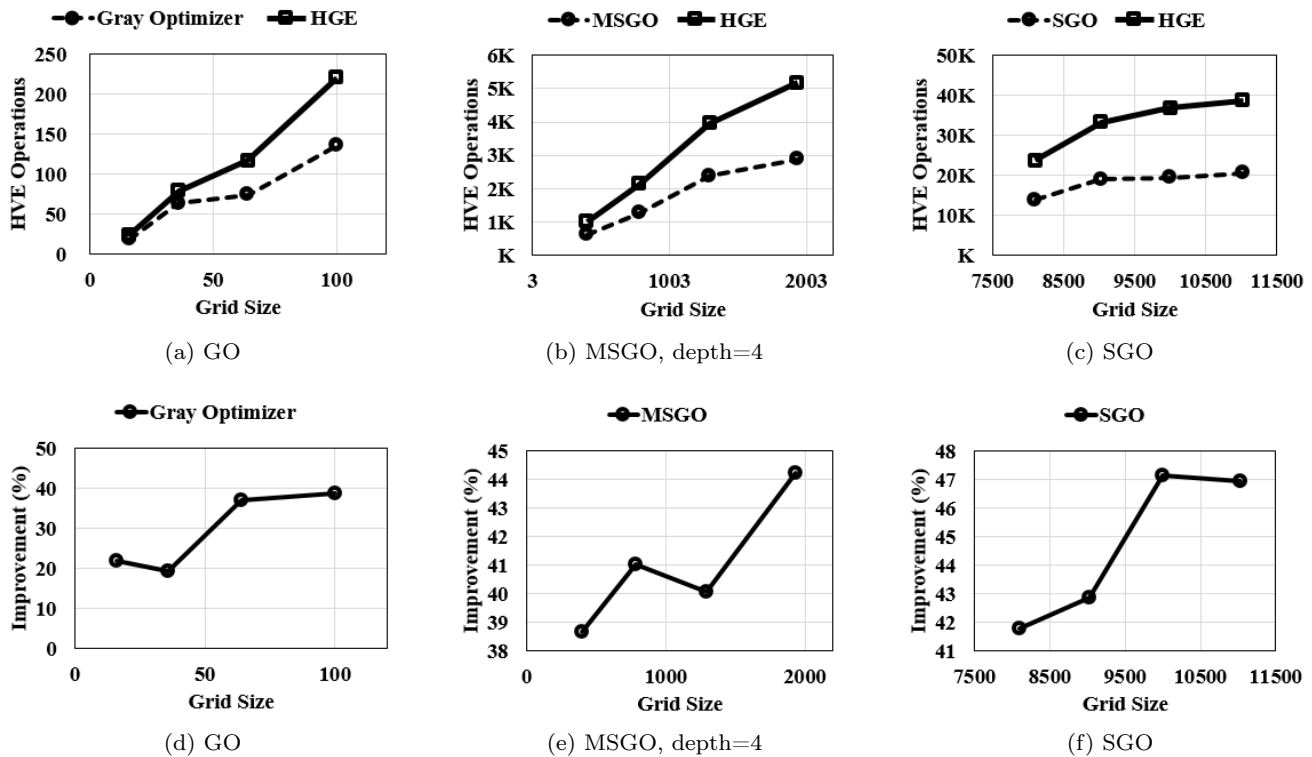 Gray Optimizer HGE
250
200
150
100
50
0
HVE Operations
0 50 100
Grid Size
(a) GO
MSGO HGE
6K
5K
4K
3K
2K
1K
K
HVE Operations
3 1003 2003
Grid Size
(b) MSGO, depth=4
SGO HGE
50K
40K
30K
20K
10K
K
HVE Operations
7500 8500 9500 10500 11500
Grid Size
(c) SGO
Gray Optimizer
50
40
30
20
10
0
Improvement (%)
0 50 100
Grid Size
(d) GO
MSGO
45
44
43
42
41
40
39
38
Improvement (%)
0 1000 2000
Grid Size
(e) MSGO, depth=4
SGO
48
47
46
45
44
43
42
41
Improvement (%)
7500 8500 9500 10500 11500
Grid Size
(f) SGO